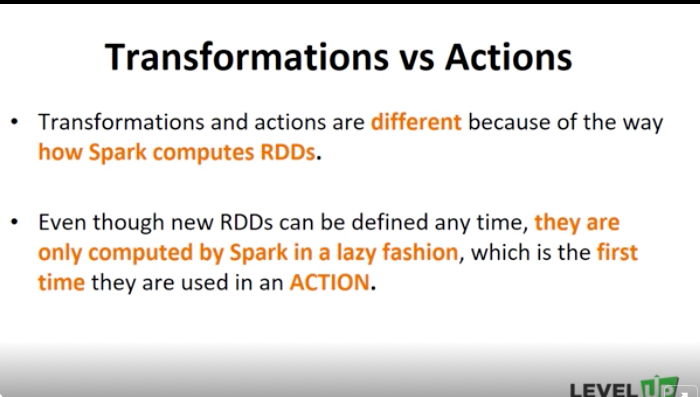 Transformations vs Actions
• Transformations and actions are different because of the way
how Spark computes RDDs.
• Even though new RDDs can be defined any time, they are
only computed by Spark in a lazy fashion, which is the first
time they are used in an ACTION.
LEVEL UP